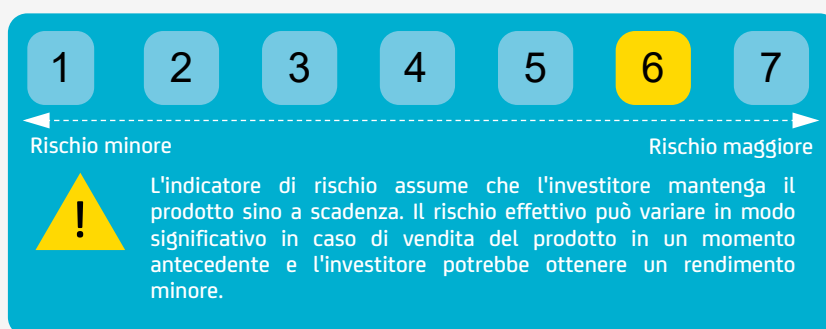 1 2 3 4 5 6 7
Rischio minore Rischio maggiore
!
L'indicatore di rischio assume che l'investitore mantenga il
prodotto sino a scadenza. Il rischio effettivo può variare in modo
significativo in caso di vendita del prodotto in un momento
antecedente e l'investitore potrebbe ottenere un rendimento
minore.